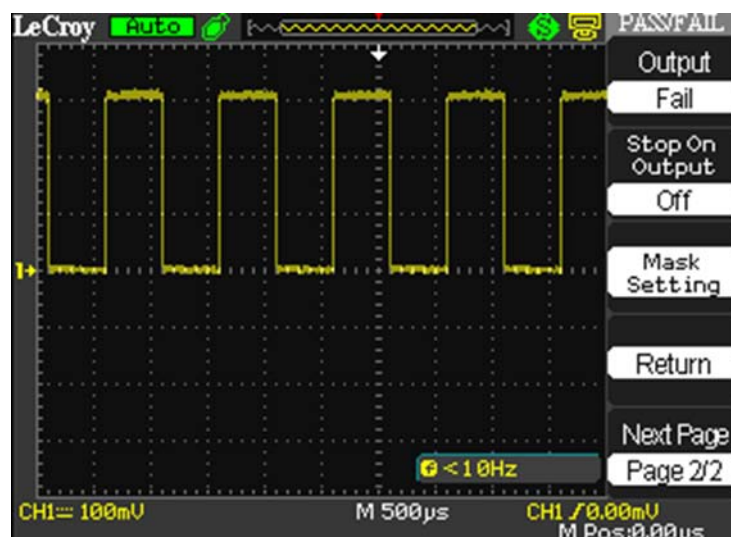 LeCroy Auto S PASS/FAIL
Output
Fail
Stop On
Output
Off
Mask
Setting
Return
Next Page
Page 2/2
1
f <10Hz
CH1 100mV M 500µs CH1 0.00mV
M Pos:0.00µs